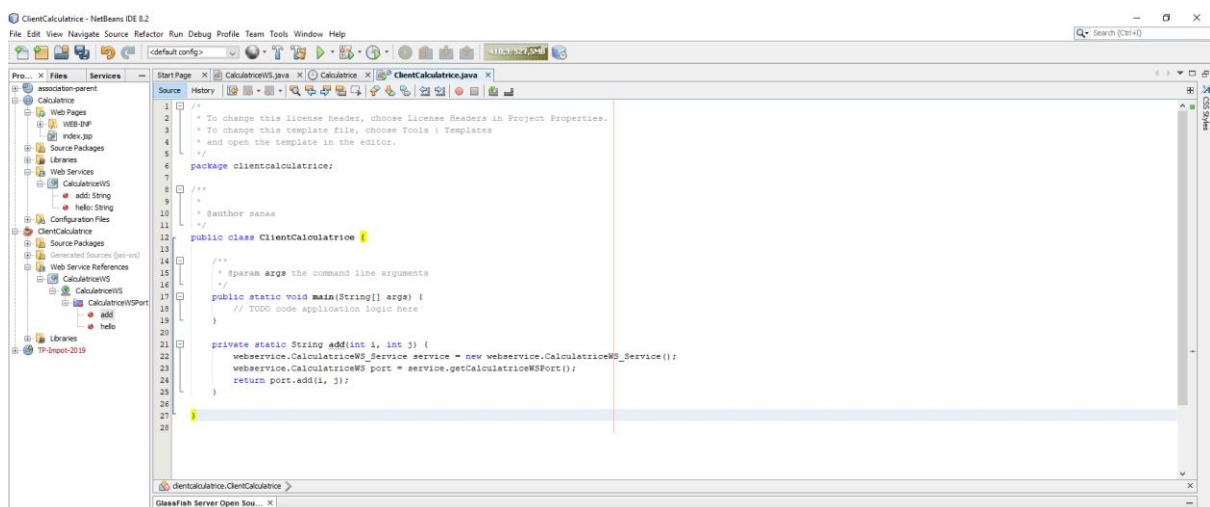 ClientCalculatrice - NetBeans IDE 8.2
File Edit View Navigate Source Refactor Run Debug Profile Team Tools Window Help
Search (Ctrl+I)
<default config>
Pro... Files Services
Start Page CalculatriceWS.java Calculatrice ClientCalculatrice.java
Source History
association-parent
Calculatrice
Web Pages
WEB-INF
index.jsp
Source Packages
Libraries
Web Services
CalculatriceWS
add: String
hello: String
Configuration Files
ClientCalculatrice
Source Packages
Generated Sources (jax-ws)
Web Service References
CalculatriceWS
CalculatriceWS
CalculatriceWSPort
add
hello
Libraries
TP-Impot-2019
1 /*
2 * To change this license header, choose License Headers in Project Properties.
3 * To change this template file, choose Tools | Templates
4 * and open the template in the editor.
5 */
6 package clientcalculatrice;
7
8 /**
9 *
10 * @author sanaa
11 */
12 public class ClientCalculatrice {
13
14 /**
15 * @param args the command line arguments
16 */
17 public static void main(String[] args) {
18 // TODO code application logic here
19 }
20
21 private static String add(int i, int j) {
22 webservice.CalculatriceWS_Service service = new webservice.CalculatriceWS_Service();
23 webservice.CalculatriceWS port = service.getCalculatriceWSPort();
24 return port.add(i, j);
25 }
26
27 }
28
CSS Styles
clientcalculatrice.ClientCalculatrice
GlassFish Server Open Sou...